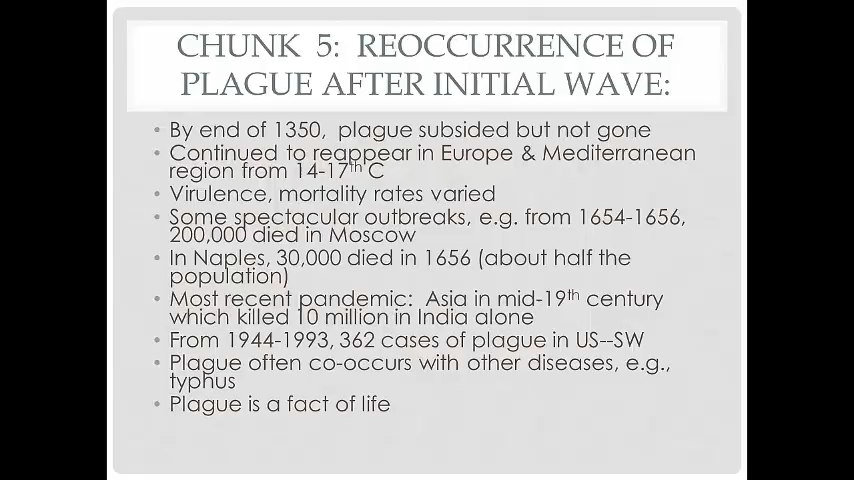 CHUNK 5: REOCCURRENCE OF
PLAGUE AFTER INITIAL WAVE:
• By end of 1350, plague subsided but not gone
• Continued to reappear in Europe & Mediterranean
region from 14-17th C
• Virulence, mortality rates varied
• Some spectacular outbreaks, e.g. from 1654-1656,
200,000 died in Moscow
• In Naples, 30,000 died in 1656 (about half the
population)
• Most recent pandemic: Asia in mid-19th century
which killed 10 million in India alone
• From 1944-1993, 362 cases of plague in US--SW
• Plague often co-occurs with other diseases, e.g.,
typhus
• Plague is a fact of life